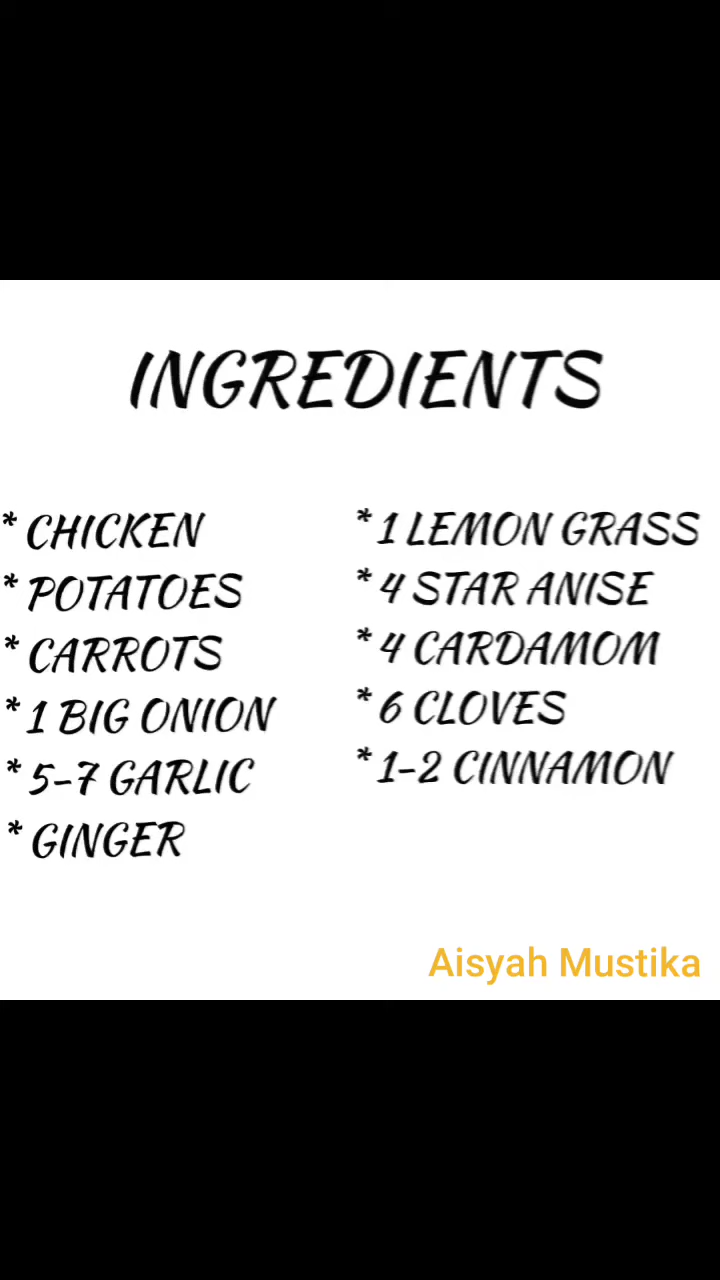 INGREDIENTS
* CHICKEN
* POTATOES
* CARROTS
* 1 BIG ONION
* 5-7 GARLIC
* GINGER
* 1 LEMON GRASS
* 4 STAR ANISE
* 4 CARDAMOM
* 6 CLOVES
* 1-2 CINNAMON
Aisyah Mustika